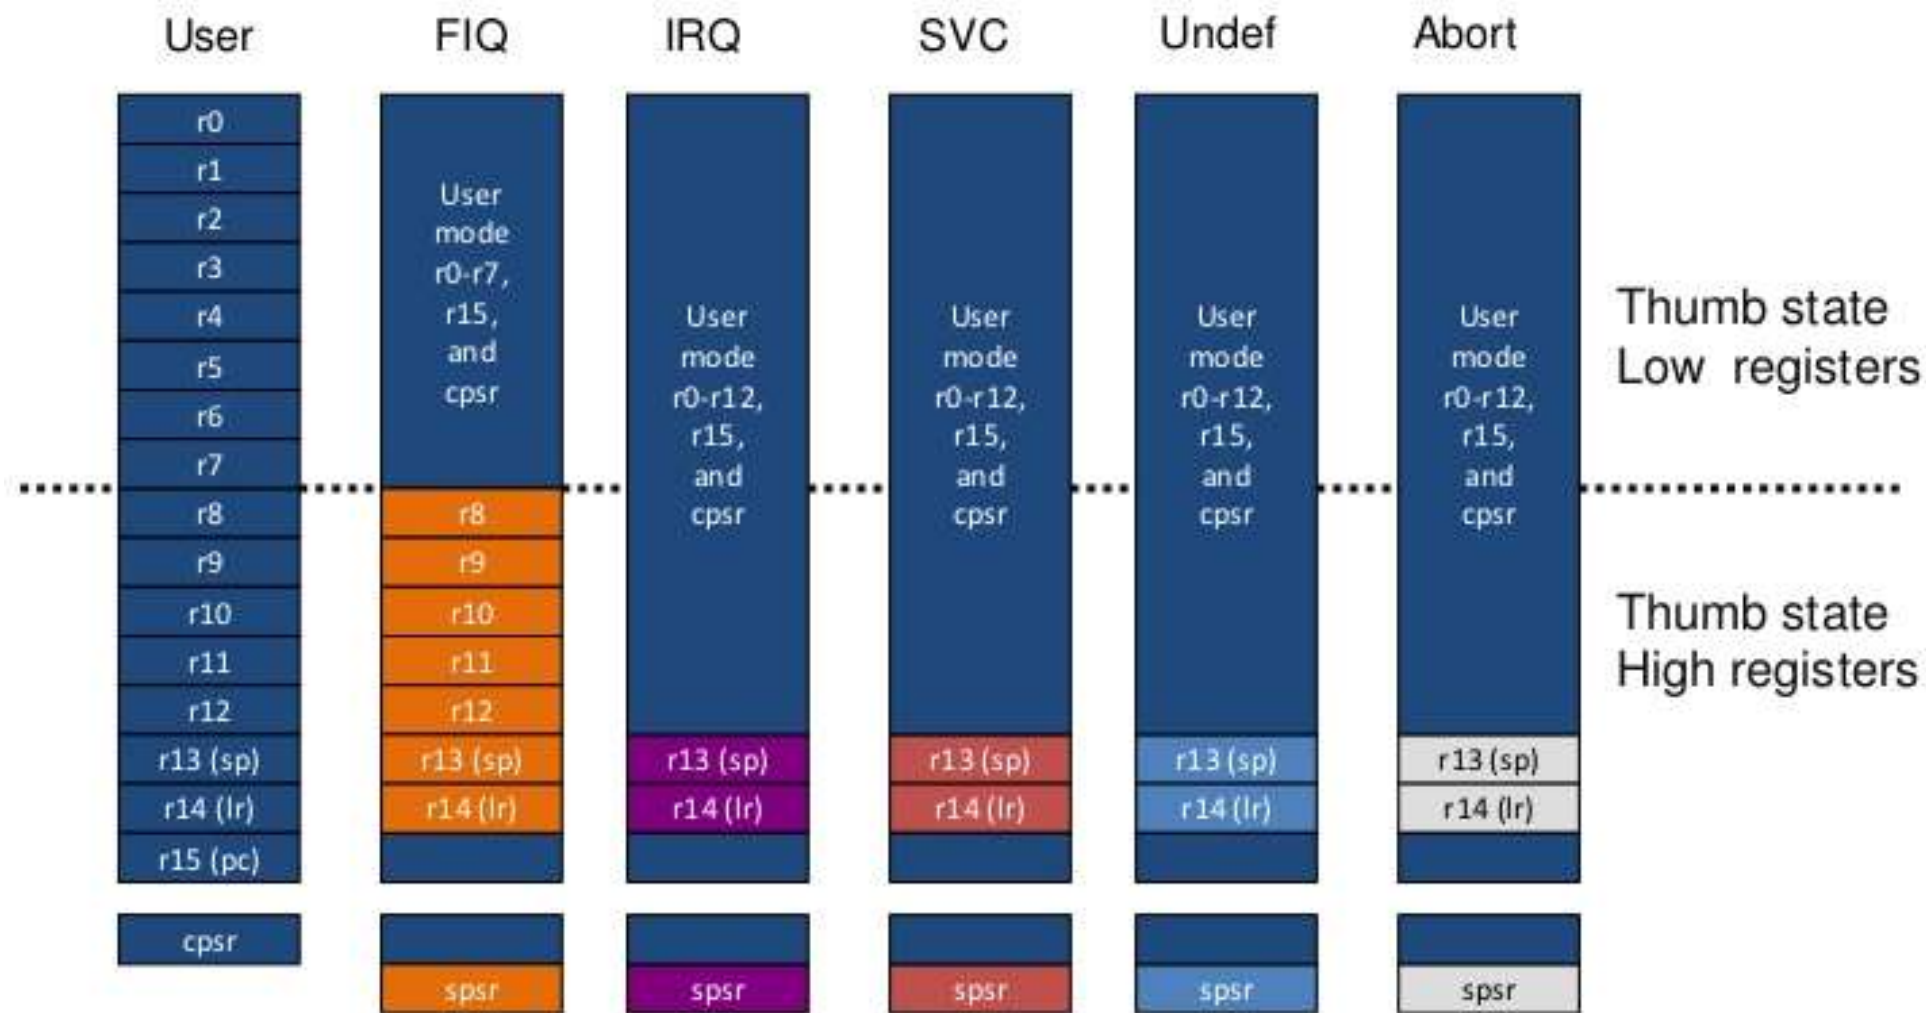 User FIQ IRQ SVC Undef Abort
r0
r1
r2
r3
r4
r5
r6
r7
r8
r9
r10
r11
r12
r13 (sp)
r14 (lr)
r15 (pc)
cpsr
User
mode
r0-r7,
r15,
and
cpsr
r8
r9
r10
r11
r12
r13 (sp)
r14 (lr)
spsr
User
mode
r0-r12,
r15,
and
cpsr
r13 (sp)
r14 (lr)
spsr
User
mode
r0-r12,
r15,
and
cpsr
r13 (sp)
r14 (lr)
spsr
User
mode
r0-r12,
r15,
and
cpsr
r13 (sp)
r14 (lr)
spsr
User
mode
r0-r12,
r15,
and
cpsr
r13 (sp)
r14 (lr)
spsr
Thumb state
Low registers
Thumb state
High registers